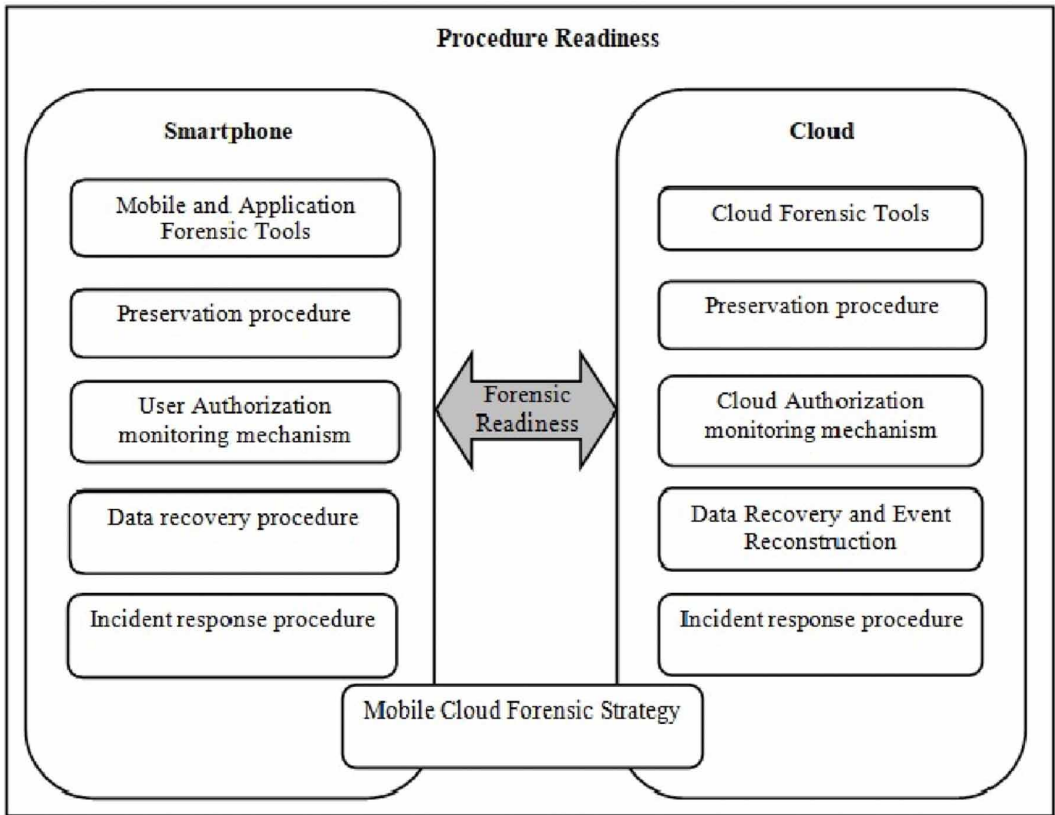 Procedure Readiness
Smartphone
Mobile and Application
Forensic Tools
Preservation procedure
User Authorization
monitoring mechanism
Data recovery procedure
Incident response procedure
Forensic
Readiness
Cloud
Cloud Forensic Tools
Preservation procedure
Cloud Authorization
monitoring mechanism
Data Recovery and Event
Reconstruction
Incident response procedure
Mobile Cloud Forensic Strategy